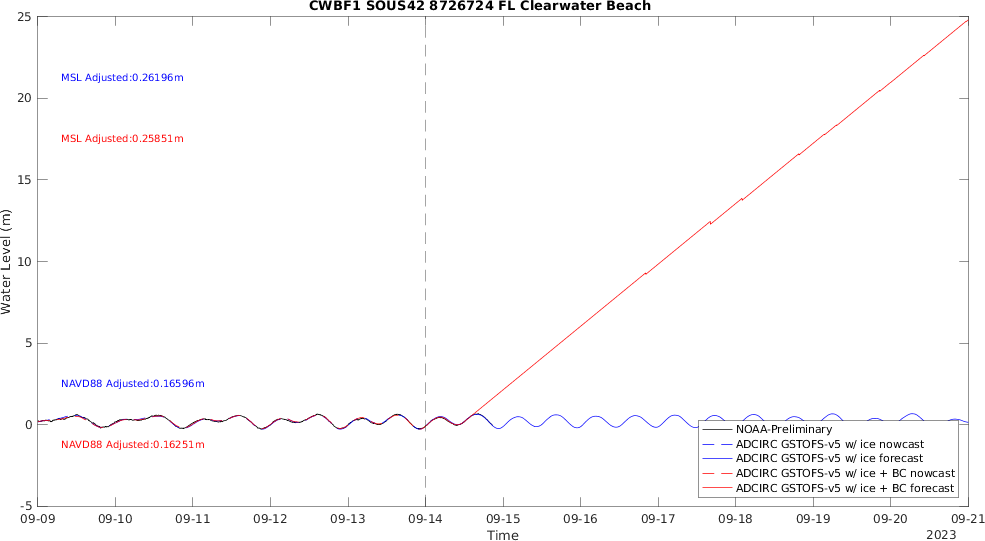 CWBF1 SOUS42 8726724 FL Clearwater Beach
25
20
15
10
5
0
-5
Water Level (m)
MSL Adjusted:0.26196m
MSL Adjusted:0.25851m
NAVD88 Adjusted:0.16596m
NAVD88 Adjusted:0.16251m
NOAA-Preliminary
ADCIRC GSTOFS-v5 w/ ice nowcast
ADCIRC GSTOFS-v5 w/ ice forecast
ADCIRC GSTOFS-v5 w/ ice + BC nowcast
ADCIRC GSTOFS-v5 w/ ice + BC forecast
09-09 09-10 09-11 09-12 09-13 09-14 09-15 09-16 09-17 09-18 09-19 09-20 09-21
Time
2023